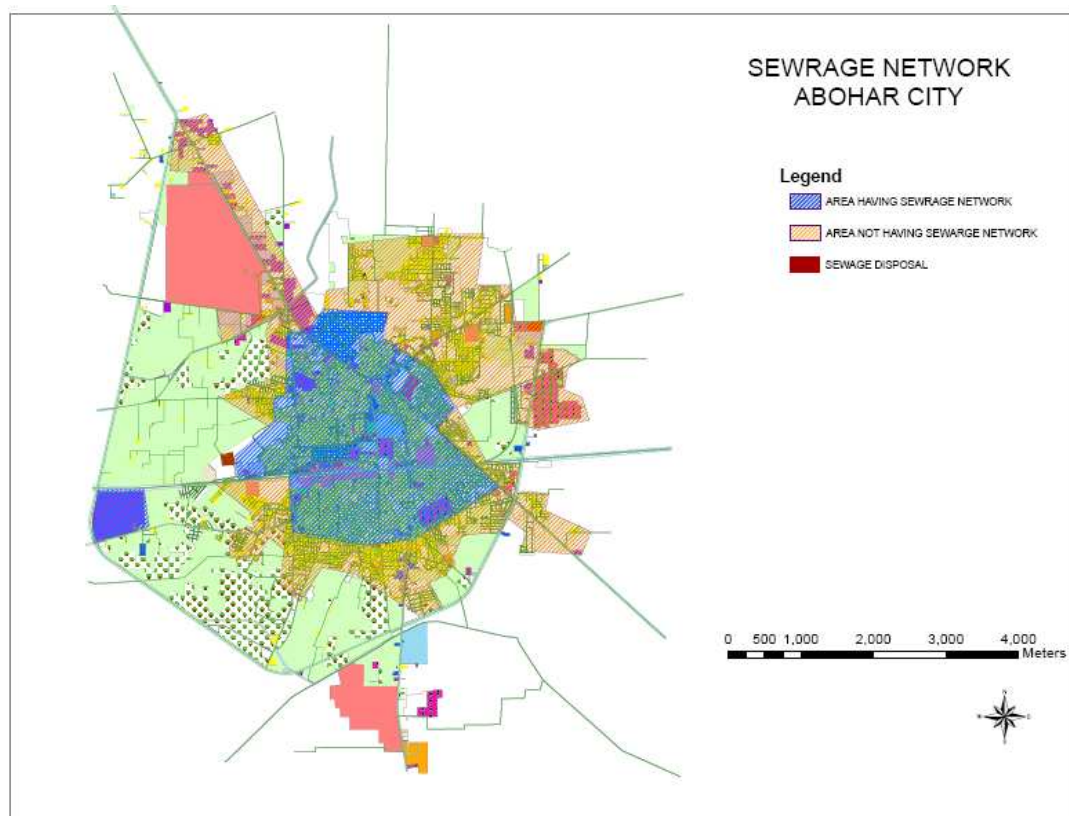 SEWRAGE NETWORK
ABOHAR CITY
Legend
AREA HAVING SEWRAGE NETWORK
AREA NOT HAVING SEWARGE NETWORK
SEWAGE DISPOSAL
0 500 1,000 2,000 3,000 4,000
Meters
N
W E
S